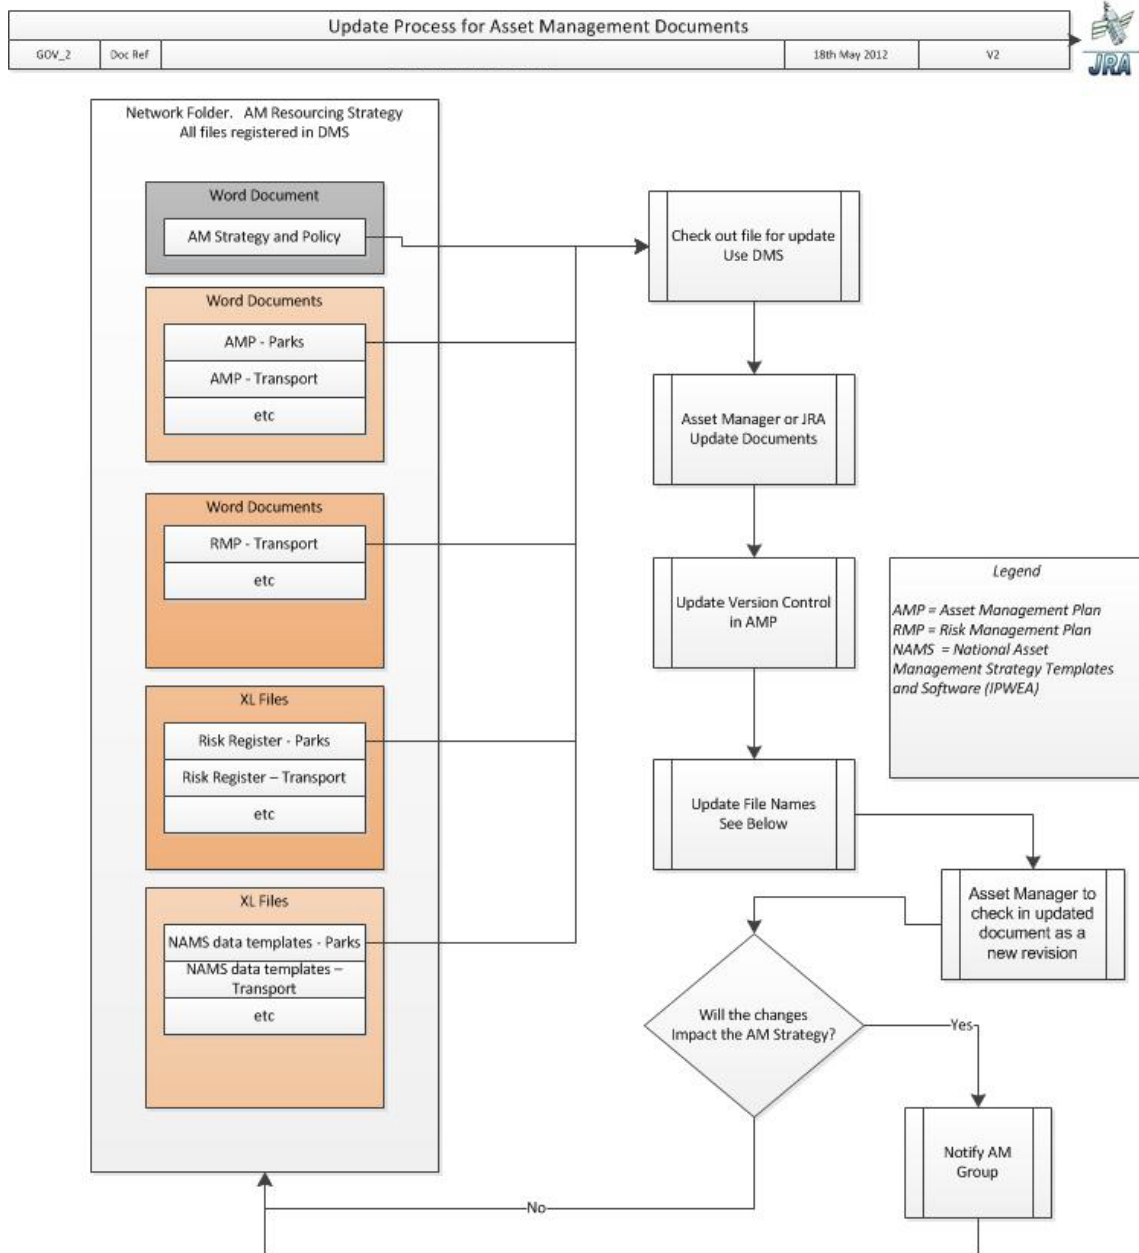 Update Process for Asset Management Documents
GOV_2
Doc Ref
18th May 2012
V2
JRA
Network Folder. AM Resourcing Strategy
All files registered in DMS
Word Document
AM Strategy and Policy
Word Documents
AMP - Parks
AMP - Transport
etc
Word Documents
RMP - Transport
etc
XL Files
Risk Register - Parks
Risk Register – Transport
etc
XL Files
NAMS data templates - Parks
NAMS data templates –
Transport
etc
Check out file for update
Use DMS
Asset Manager or JRA
Update Documents
Update Version Control
in AMP
Update File Names
See Below
Legend
AMP = Asset Management Plan
RMP = Risk Management Plan
NAMS = National Asset
Management Strategy Templates
and Software (IPWEA)
Asset Manager to
check in updated
document as a
new revision
Will the changes
Impact the AM Strategy?
Yes
Notify AM
Group
No